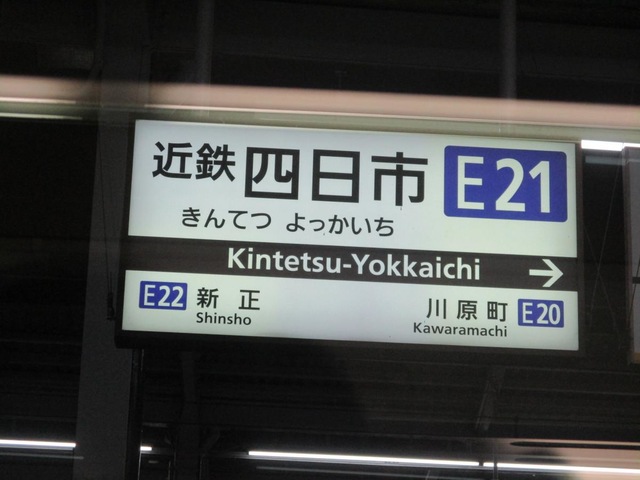 近鉄 四日市 E21
きんてつ よっかいち
Kintetsu-Yokkaichi →
E22 新正 川原町 E20
Shinsho Kawaramachi